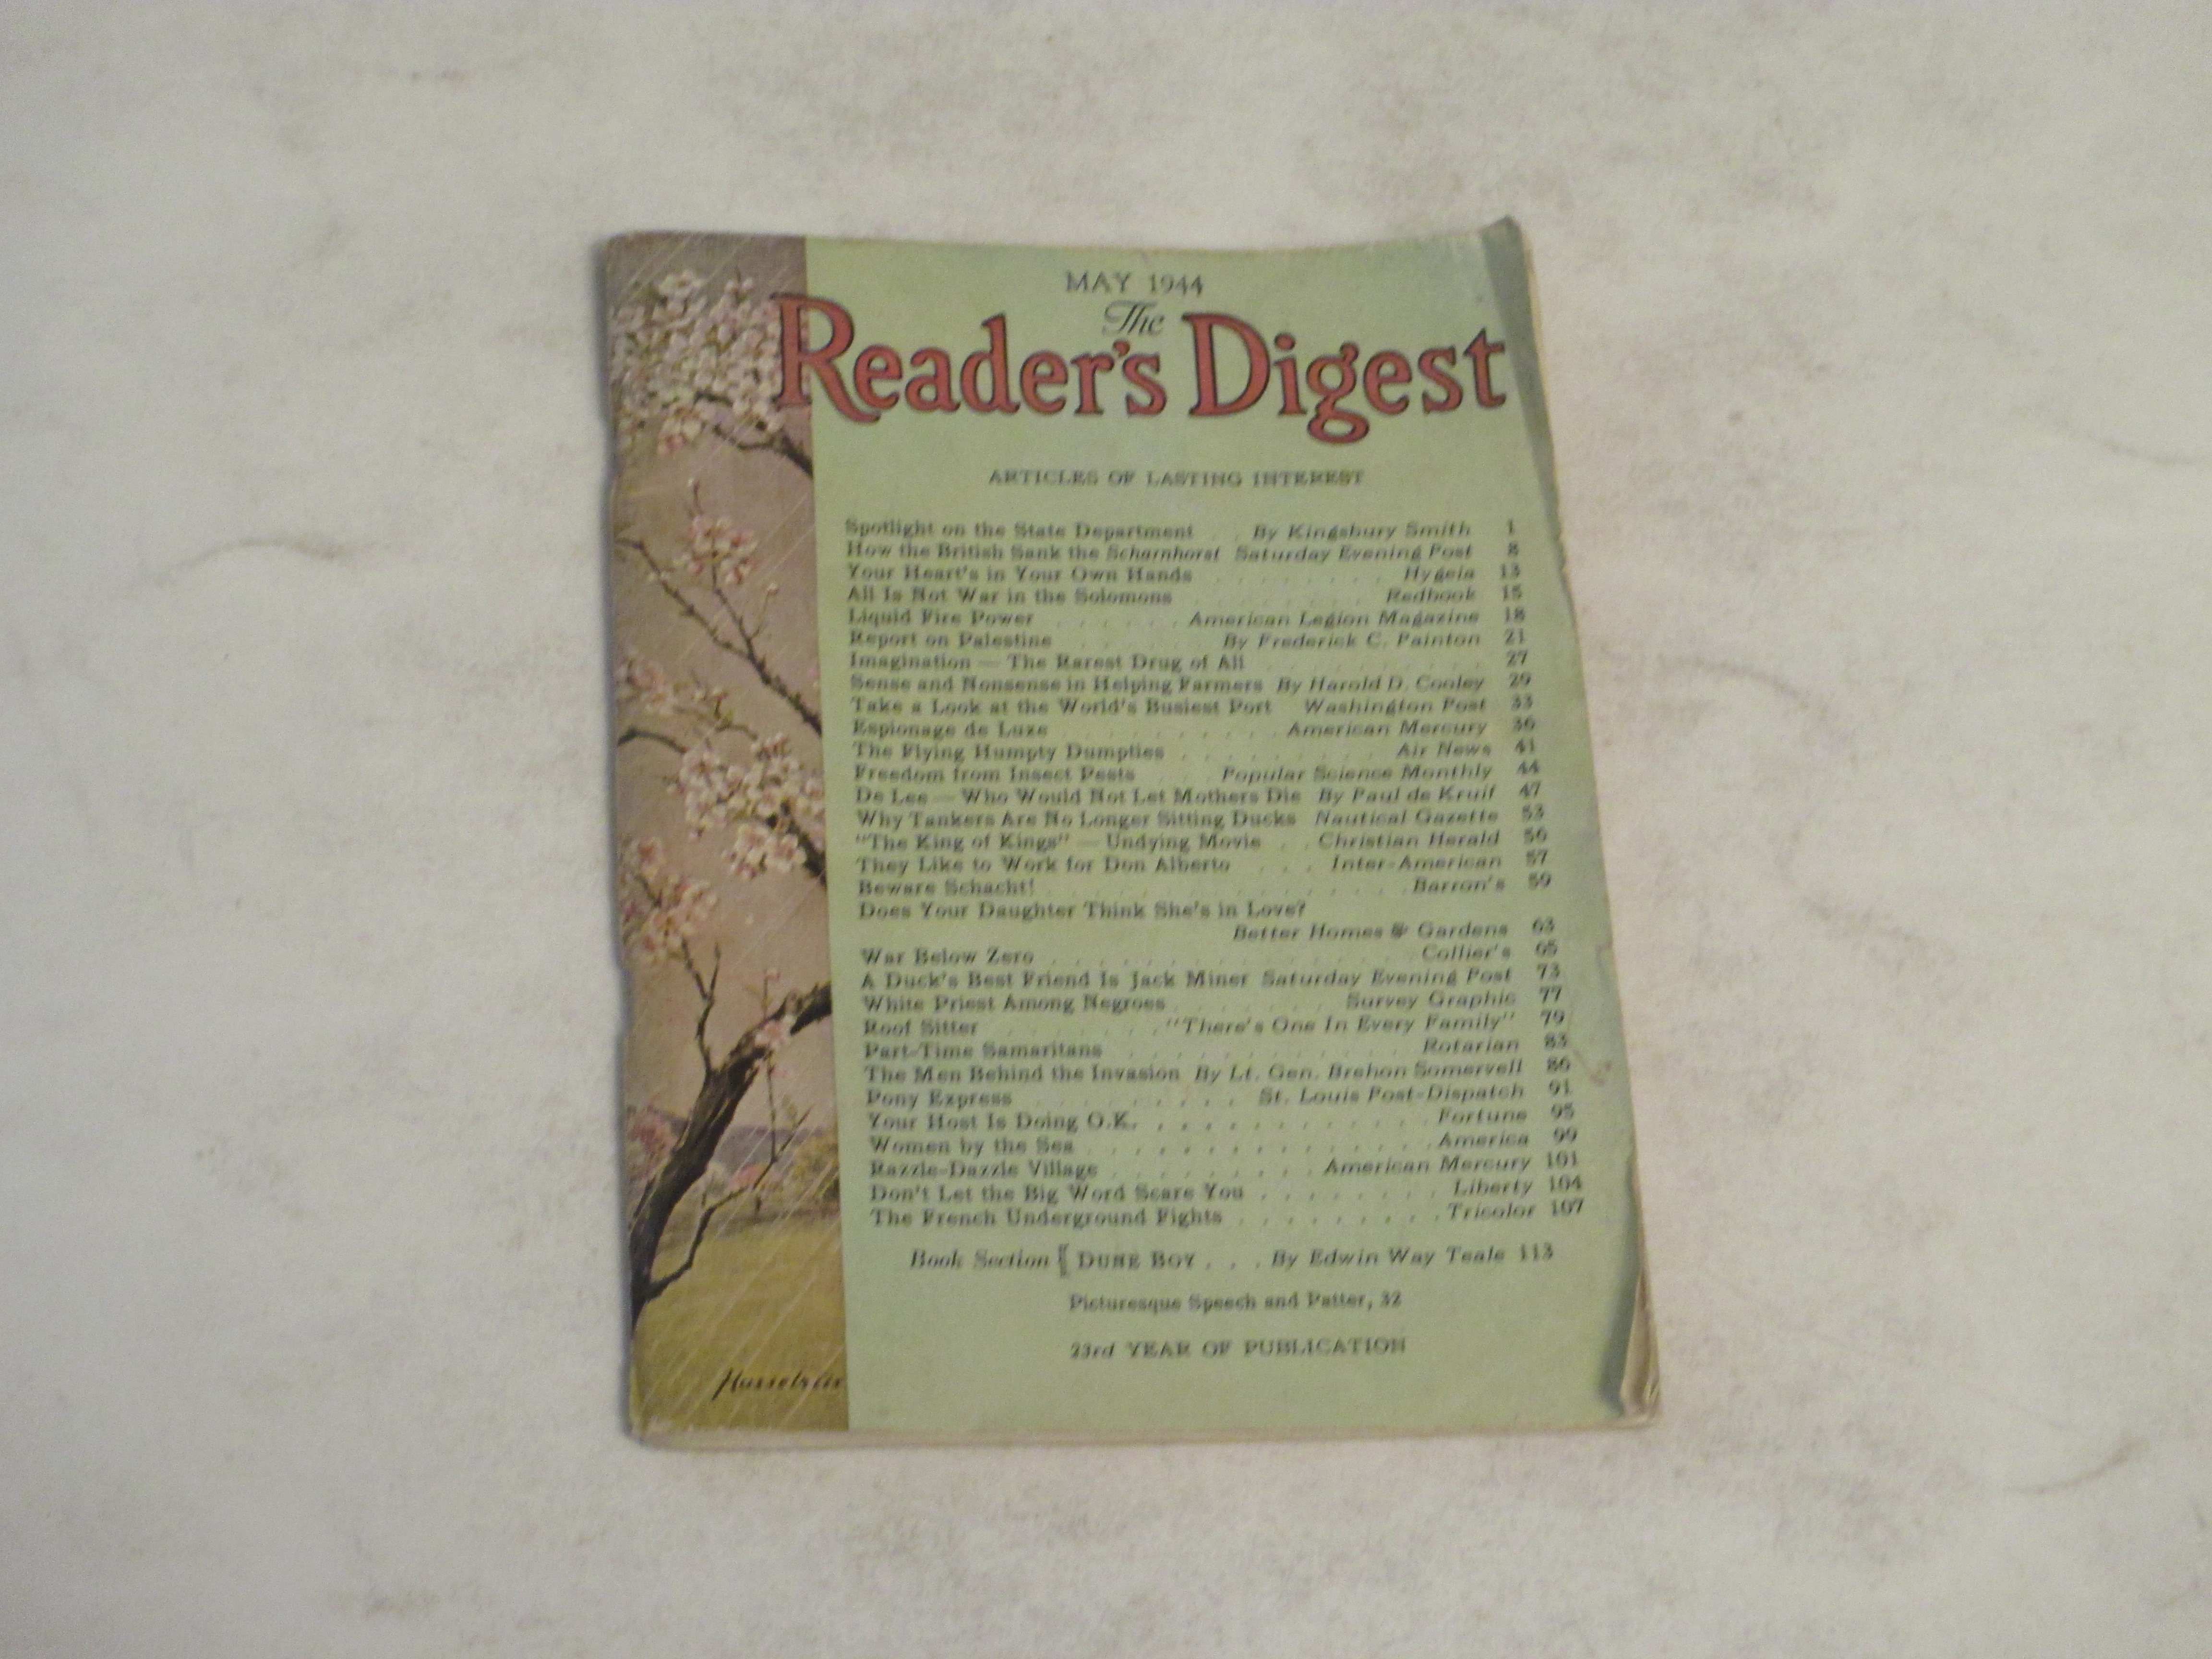 MAY 1944
The
Reader's Digest
ARTICLES OF LASTING INTEREST
Spotlight on the State Department . . By Kingsbury Smith 1
How the British Sank the Scharnhorst Saturday Evening Post 8
Your Heart's in Your Own Hands . . . . . . . . Hygeia 13
All Is Not War in the Solomons . . . . . . . . Redbook 15
Liquid Fire Power . . . . . . American Legion Magazine 18
Report on Palestine . . . . . . . By Frederick C. Painton 21
Imagination — The Rarest Drug of All . . . . . . . . . . . 27
Sense and Nonsense in Helping Farmers By Harold D. Cooley 29
Take a Look at the World's Busiest Port Washington Post 33
Espionage de Luxe . . . . . . . . . . American Mercury 36
The Flying Humpty Dumpties . . . . . . . . . . Air News 41
Freedom from Insect Pests . . . Popular Science Monthly 44
De Lee — Who Would Not Let Mothers Die By Paul de Kruif 47
Why Tankers Are No Longer Sitting Ducks Nautical Gazette 53
"The King of Kings" — Undying Movie . . Christian Herald 56
They Like to Work for Don Alberto . . . Inter-American 57
Beware Schacht! . . . . . . . . . . . . . . . . Barron's 59
Does Your Daughter Think She's in Love?
Better Homes & Gardens 63
War Below Zero . . . . . . . . . . . . . . . . Collier's 65
A Duck's Best Friend Is Jack Miner Saturday Evening Post 73
White Priest Among Negroes . . . . . . . . Survey Graphic 77
Roof Sitter . . . . . . . "There's One In Every Family" 79
Part-Time Samaritans . . . . . . . . . . . . . Rotarian 83
The Men Behind the Invasion By Lt. Gen. Brehon Somervell 86
Pony Express . . . . . . . . . . St. Louis Post-Dispatch 91
Your Host Is Doing O.K. . . . . . . . . . . . . Fortune 95
Women by the Sea . . . . . . . . . . . . . . . America 99
Razzle-Dazzle Village . . . . . . . . . American Mercury 101
Don't Let the Big Word Scare You . . . . . . . . Liberty 104
The French Underground Fights . . . . . . . . . Tricolor 107
Book Section { DUNE BOY . . . By Edwin Way Teale 113
Picturesque Speech and Patter, 32
23rd YEAR OF PUBLICATION